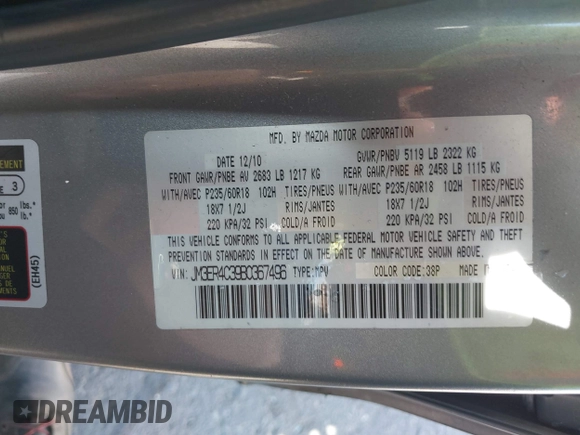 MFG. BY MAZDA MOTOR CORPORATION
DATE 12/10 GVWR/PNBV 5119 LB 2322 KG
FRONT GAWR/PNBE AV 2683 LB 1217 KG REAR GAWR/PNBE AR 2458 LB 1115 KG
WITH/AVEC P235/60R18 102H TIRES/PNEUS WITH/AVEC P235/60R18 102H TIRES/PNEUS
18X7 1/2J RIMS/JANTES 18X7 1/2J RIMS/JANTES
220 KPA/32 PSI COLD/A FROID 220 KPA/32 PSI COLD/A FROID
THIS VEHICLE CONFORMS TO ALL APPLICABLE FEDERAL MOTOR VEHICLE SAFETY AND THEFT
PREVENTION STANDARDS IN EFFECT ON THE DATE OF MANUFACTURE SHOWN ABOVE.
VIN: JM3ER4C39B0367496 TYPE:MPV COLOR CODE:38P MADE
EMENT
E 3
lbs.*
850 lbs.*
(EH45)
DREAMBID